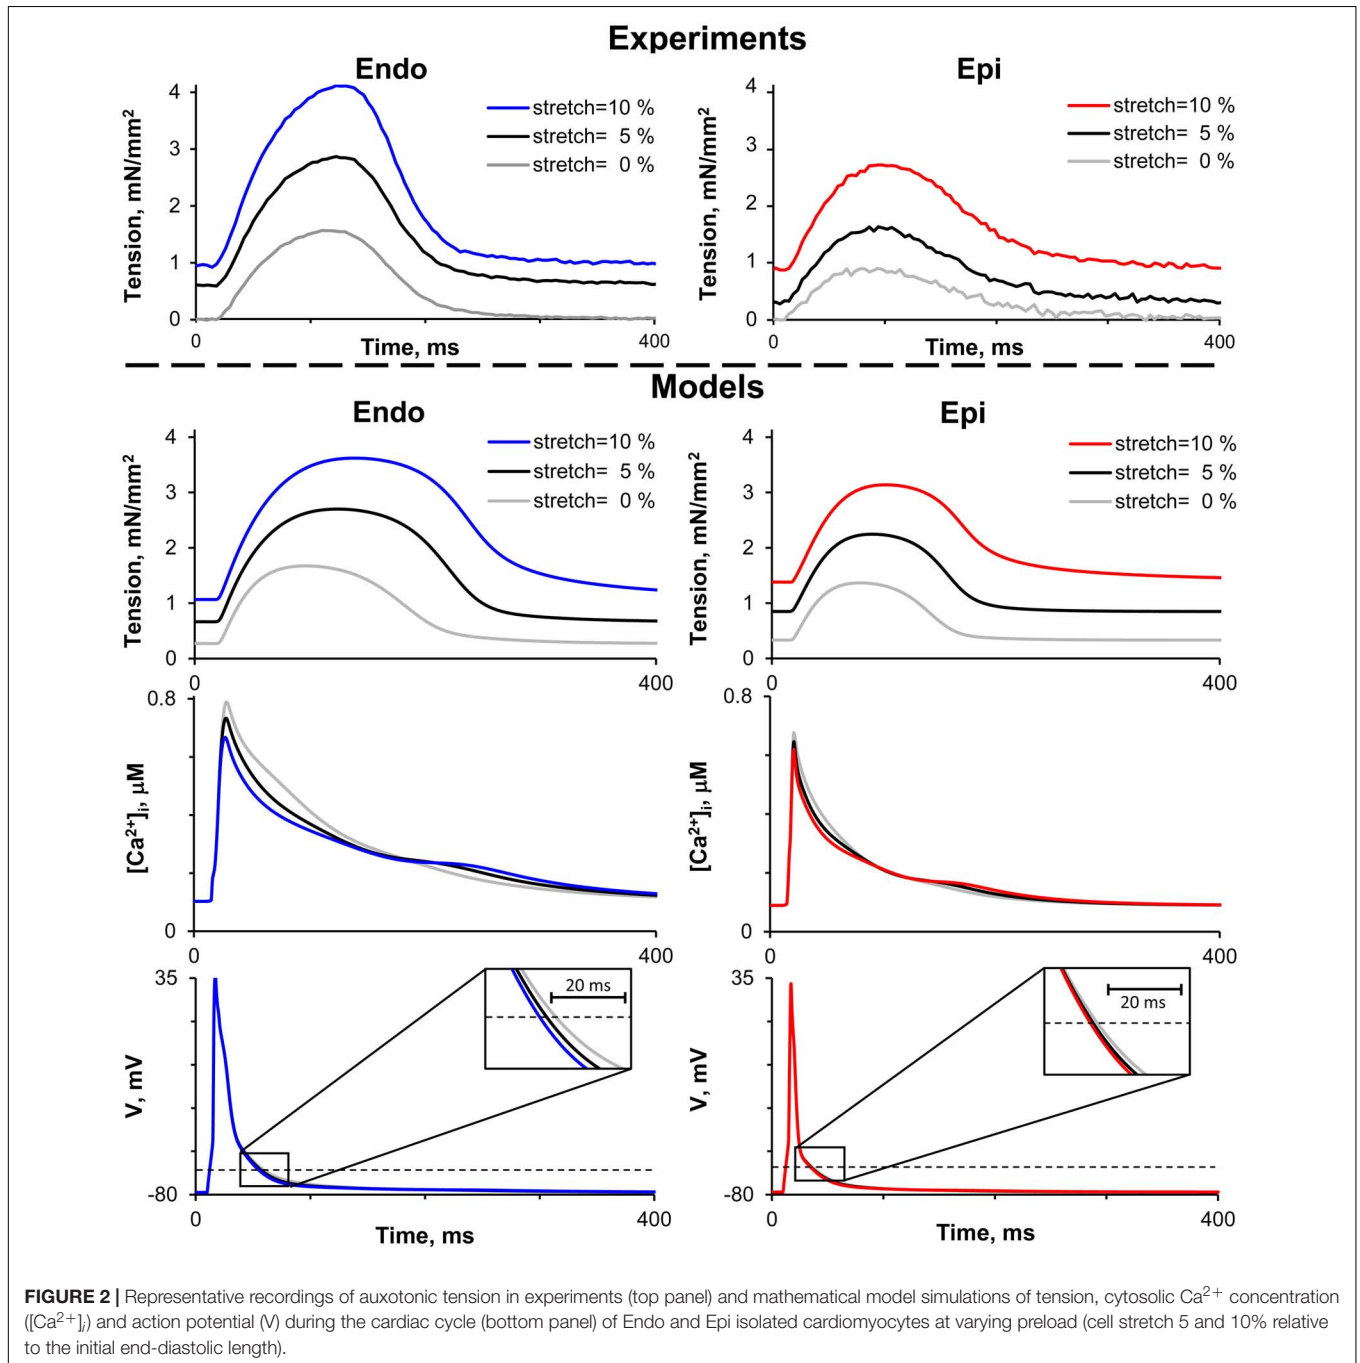 Experiments
Endo
Epi
4
3
2
1
0
Tension, mN/mm²
stretch=10 %
stretch= 5 %
stretch= 0 %
0
Time, ms
400
4
3
2
1
0
Tension, mN/mm²
stretch=10 %
stretch= 5 %
stretch= 0 %
0
Time, ms
400
Models
Endo
Epi
4
3
2
1
0
Tension, mN/mm²
stretch=10 %
stretch= 5 %
stretch= 0 %
0
400
4
3
2
1
0
Tension, mN/mm²
stretch=10 %
stretch= 5 %
stretch= 0 %
0
400
0.8
[Ca²⁺]i, μM
0
0
400
0.8
[Ca²⁺]i, μM
0
0
400
35
V, mV
-80
20 ms
0
Time, ms
400
35
V, mV
-80
20 ms
0
Time, ms
400
FIGURE 2 | Representative recordings of auxotonic tension in experiments (top panel) and mathematical model simulations of tension, cytosolic Ca²⁺ concentration
([Ca²⁺]i) and action potential (V) during the cardiac cycle (bottom panel) of Endo and Epi isolated cardiomyocytes at varying preload (cell stretch 5 and 10% relative
to the initial end-diastolic length).